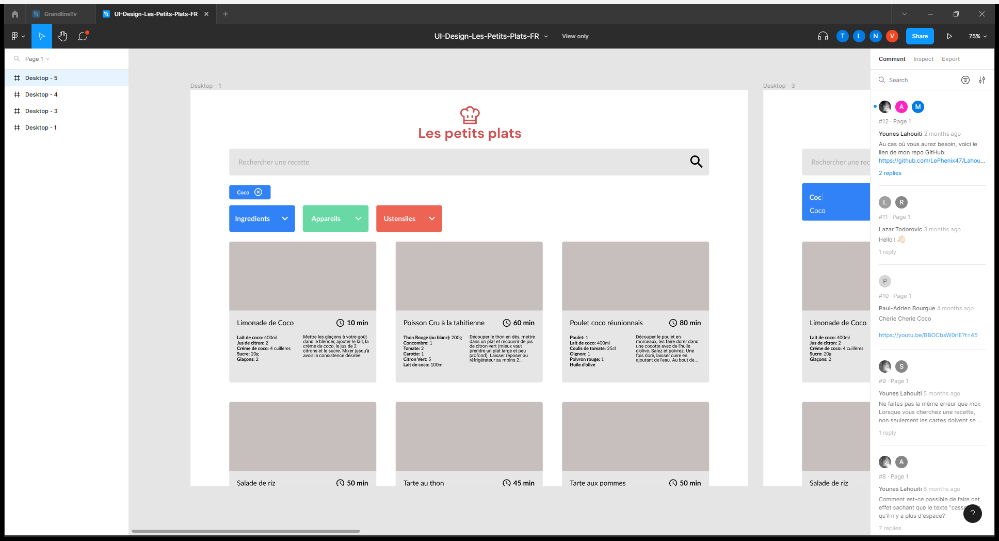 GrandlineTv
UI-Design-Les-Petits-Plats-FR
UI-Design-Les-Petits-Plats-FR
View only
T
L
N
V
Share
75%
Page 1
Desktop - 5
Desktop - 4
Desktop - 3
Desktop - 1
Desktop - 1
Les petits plats
Rechercher une recette
Coco
Ingredients
Appareils
Ustensiles
Limonade de Coco
10 min
Lait de coco: 400ml
Jus de citron: 2
Créme de coco: 4 cuillères
Sucre: 20g
Glaçons: 2
Mettre les glaçons à votre goût
dans le blender, ajouter le lait, la
crème de coco, le jus de 2
citrons et le sucre. Mixer jusqu'à
avoir la consistence désirée.
Poisson Cru à la tahitienne
60 min
Thon Rouge (ou blanc): 200g
Concombre: 1
Tomate: 2
Carotte: 1
Citron Vert: 5
Lait de coco: 100ml
Découper le thon en dés, mettre
dans un plat et recouvrir de jus
de citron vert (mieux vaut
prendre un plat large et peu
profond). Laisser reposer au
réfrigérateur au moins 2...
Poulet coco réunionnais
80 min
Poulet: 1
Lait de coco: 400ml
Coulis de tomate: 25cl
Oignon: 1
Poivron rouge: 1
Huile d'olive
Découper le poulet en
morceaux, les faire dorer dans
une cocotte avec de l'huile
d'olive. Salez et poivrez. Une
fois doré, laisser cuire en
ajoutant de l'eau. Au bout de...
Salade de riz
50 min
Tarte au thon
45 min
Tarte aux pommes
50 min
Desktop - 3
Rechercher une rec
Coc
Coco
Limonade de Coco
Lait de coco: 400ml
Jus de citron: 2
Créme de coco: 4 cuillères
Sucre: 20g
Glaçons: 2
Salade de riz
Comment
Inspect
Export
Search
A
M
#12 · Page 1
Younes Lahouiti 2 months ago
Au cas où vous aurez besoin, voici le
lien de mon repo GitHub:
https://github.com/LePhenix47/Lahou...
2 replies
L
R
#11 · Page 1
Lazar Todorovic 3 months ago
Hello ! 👋🏻
1 reply
P
#10 · Page 1
Paul-Adrien Bourgue 4 months ago
Cherie Cherie Coco
https://youtu.be/BBOCbsW0rIE?t=45
S
#9 · Page 1
Younes Lahouiti 5 months ago
Ne faites pas la même erreur que moi:
Lorsque vous cherchez une recette,
non seulement les cartes doivent se ...
1 reply
A
#8 · Page 1
Younes Lahouiti 6 months ago
Comment est-ce possible de faire cet
effet sachant que le texte "casse
qu'il n'y a plus d'espace?
?
7 replies